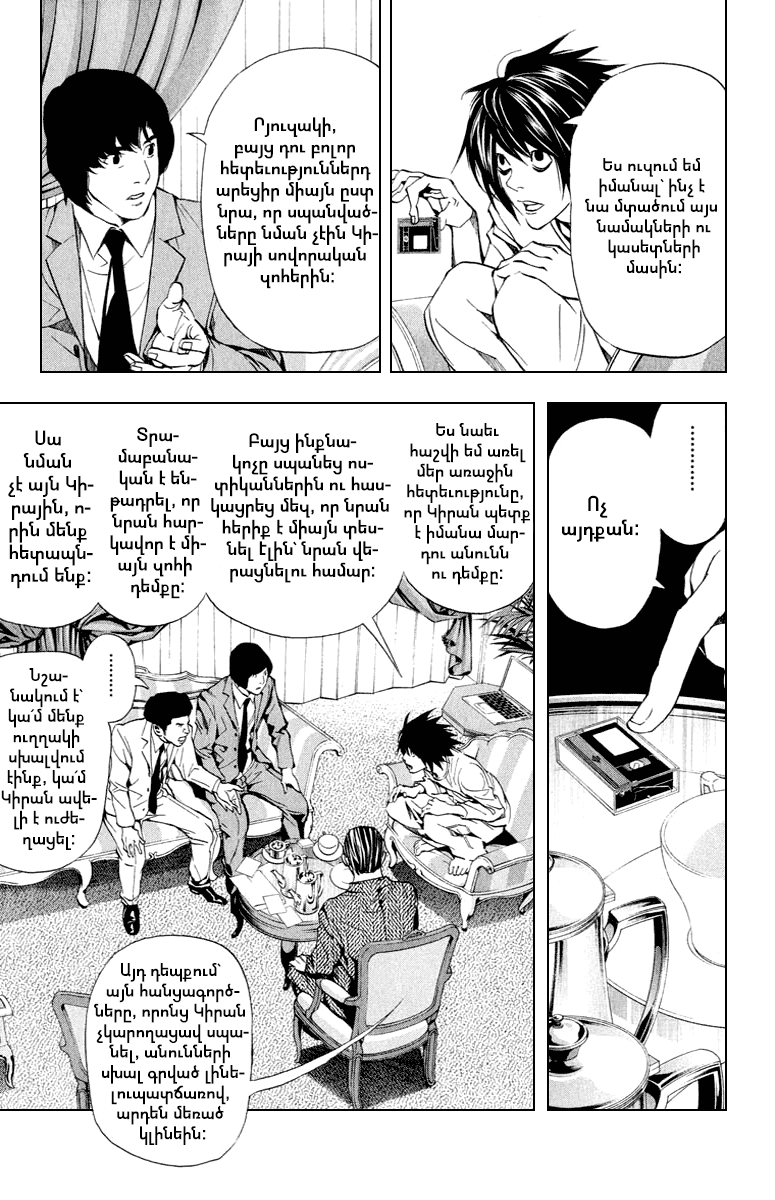 Ես ուզում եմ
իմանալ՝ ինչ է
նա մտածում այս
նամակների ու
կասետների
մասին:
Րյուզակի,
բայց դու բոլոր
հետեւություններդ
արեցիր միայն ըստ
նրա, որ սպանված-
ները նման չէին Կի-
րայի սովորական
զոհերին:
.........
Ոչ
այդքան:
Ես նաեւ
հաշվի եմ առել
մեր առաջին
հետեւությունը,
որ Կիրան պետք
է իմանա մար-
դու անունն
ու դեմքը:
Բայց ինքնա-
կոչը սպանեց ոս-
տիկաններին ու հաս-
կացրեց մեզ, որ նրան
հերիք է միայն տես-
նել էլին՝ նրան վե-
րացնելու համար:
Տրա-
մաբանա-
կան է են-
թադրել, որ
նրան հար-
կավոր է մի-
այն զոհի
դեմքը:
Սա
նման
չէ այն Կի-
րային, ո-
րին մենք
հետապն-
դում ենք:
.........
Նշա-
նակում է՝
կա՛մ մենք
ուղղակի
սխալվում
էինք, կա՛մ
Կիրան ավե-
լի է ուժե-
ղացել:
Այդ դեպքում՝
այն հանցագործ-
ները, որոնց Կիրան
չկարողացավ սպա-
նել, անունների
սխալ գրված լինե-
լուպատճառով,
արդեն մեռած
կլինեին: